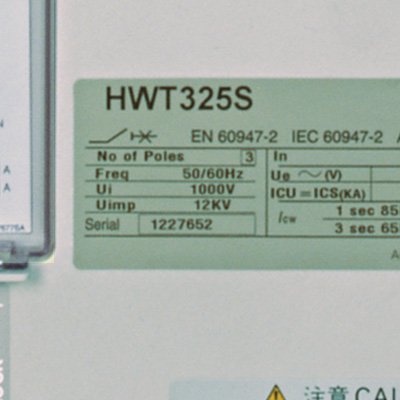 HWT325S
EN 60947-2 IEC 60947-2
No of Poles 3 In
Freq 50/60Hz Ue (V)
Ui 1000V
Uimp 12KV ICU=ICS(KA)
Serial 1227652 Icw 1 sec 85
3 sec 65
A
A
注意 CAU